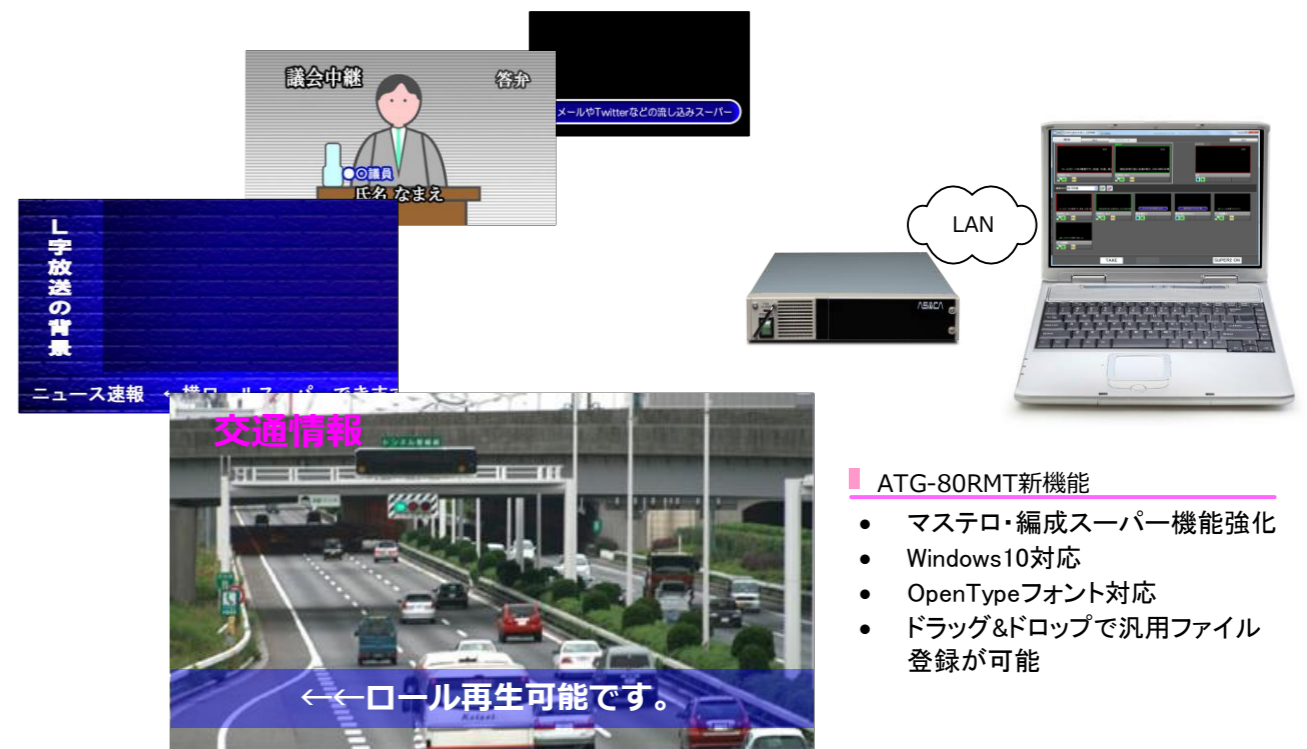 議会中継
答弁
○○議員
氏名 なまえ
メールやTwitterなどの流し込みスーパー
L字放送の背景
ニュース速報
交通情報
←←ロール再生可能です。
LAN
TAKE
SUPERS ON
ATG-80RMT新機能
• マステロ・編成スーパー機能強化
• Windows10対応
• OpenTypeフォント対応
• ドラッグ&ドロップで汎用ファイル
登録が可能